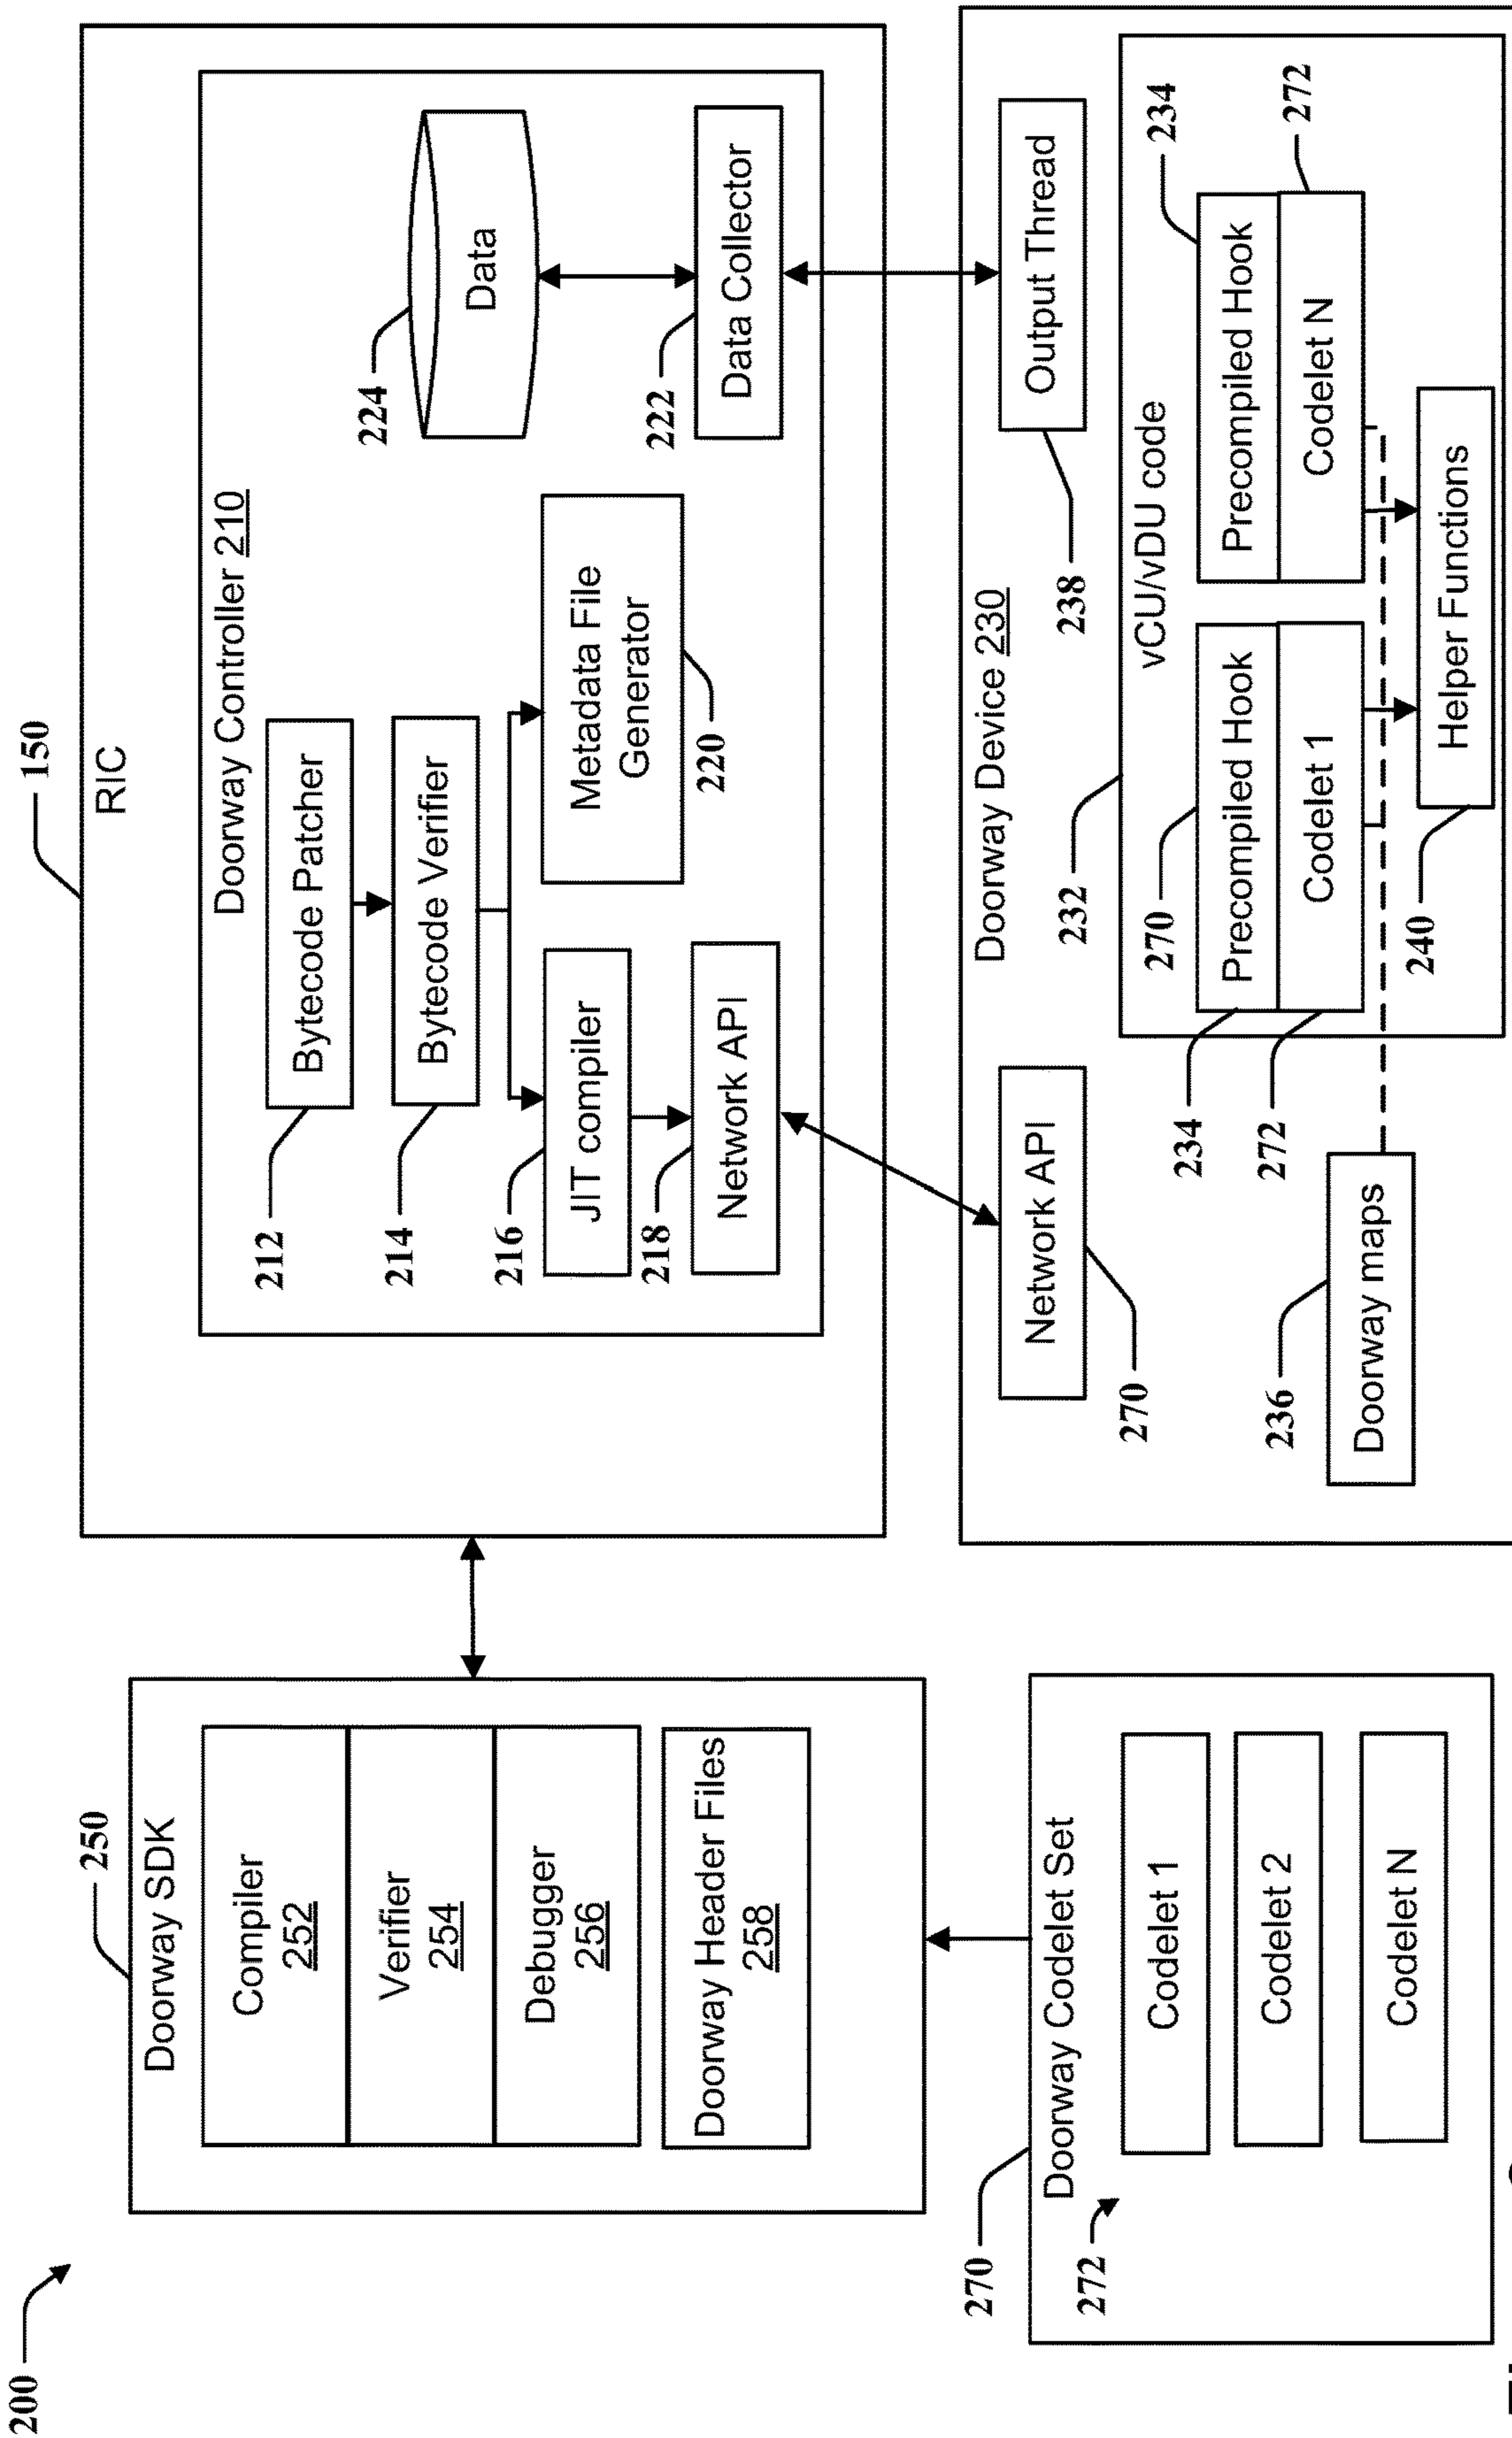 200
150
RIC
250
Doorway SDK
Compiler
252
Verifier
254
Debugger
256
Doorway Header Files
258
Doorway Controller 210
212
Bytecode Patcher
214
Bytecode Verifier
216
JIT compiler
218
Network API
Metadata File
Generator
220
224
Data
222
Data Collector
270
Doorway Codelet Set
272
Codelet 1
Codelet 2
Codelet N
Doorway Device 230
Network API
270
238
Output Thread
232
vCU/vDU code
270
234
Precompiled Hook
272
Codelet 1
234
Precompiled Hook
272
Codelet N
236
Doorway maps
240
Helper Functions